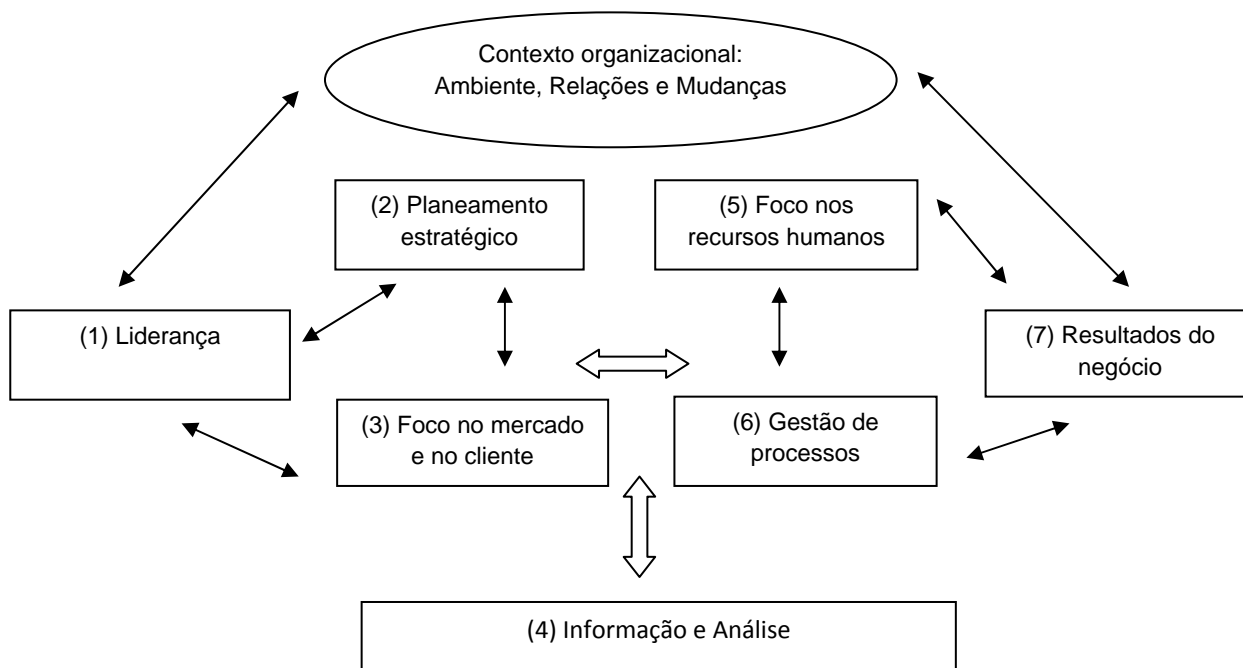 Contexto organizacional:
Ambiente, Relações e Mudanças
(2) Planeamento
estratégico
(5) Foco nos
recursos humanos
(1) Liderança
(7) Resultados do
negócio
(3) Foco no mercado
e no cliente
(6) Gestão de
processos
(4) Informação e Análise